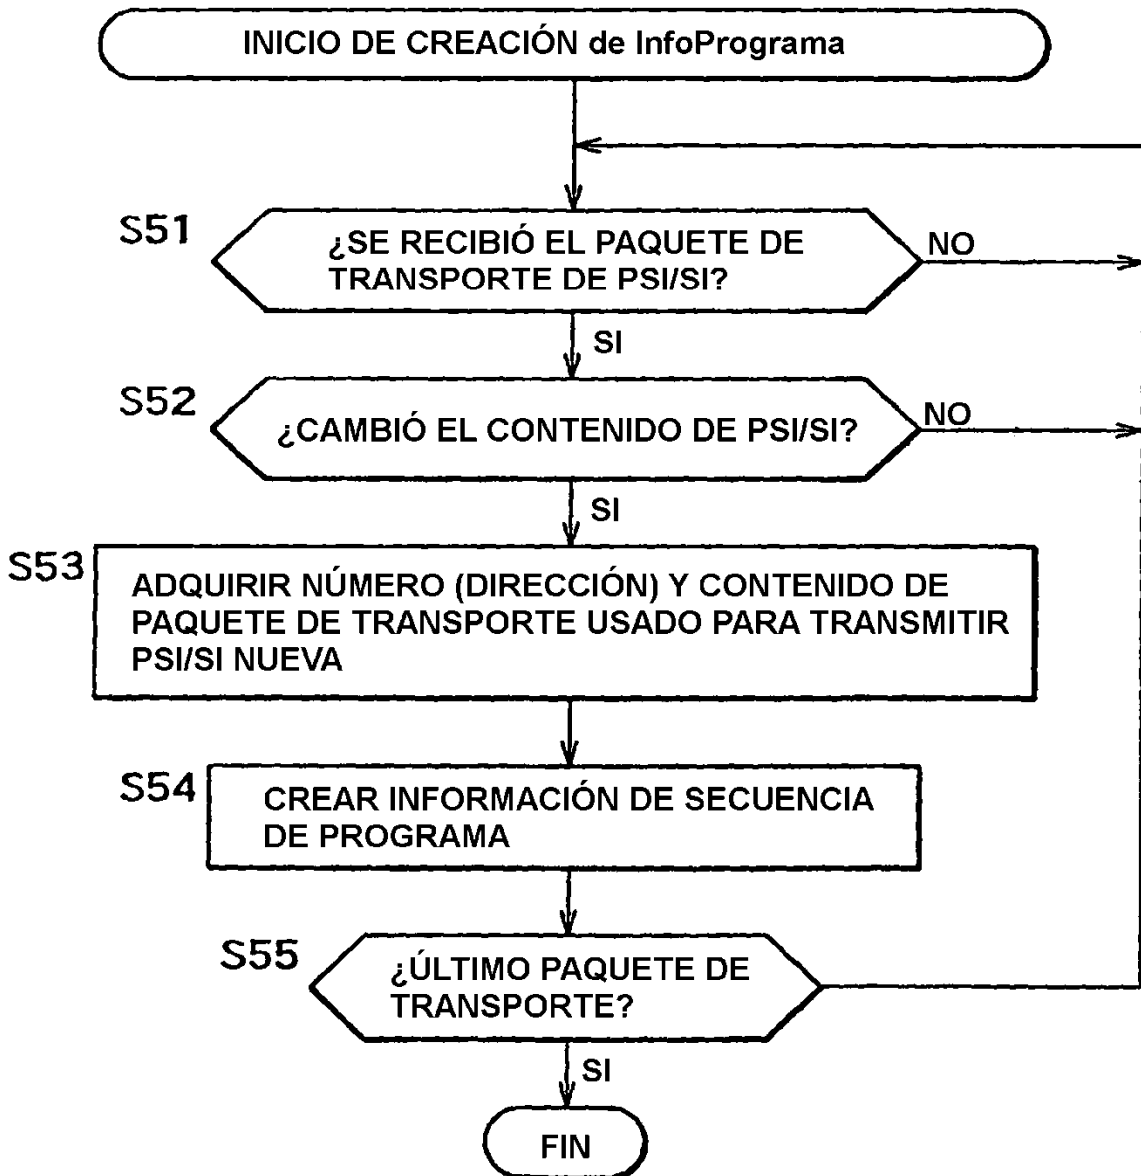 INICIO DE CREACIÓN de InfoPrograma
S51
¿SE RECIBIÓ EL PAQUETE DE
TRANSPORTE DE PSI/SI?
NO
SI
S52
¿CAMBIÓ EL CONTENIDO DE PSI/SI?
NO
SI
S53
ADQUIRIR NÚMERO (DIRECCIÓN) Y CONTENIDO DE
PAQUETE DE TRANSPORTE USADO PARA TRANSMITIR
PSI/SI NUEVA
S54
CREAR INFORMACIÓN DE SECUENCIA
DE PROGRAMA
S55
¿ÚLTIMO PAQUETE DE
TRANSPORTE?
SI
FIN